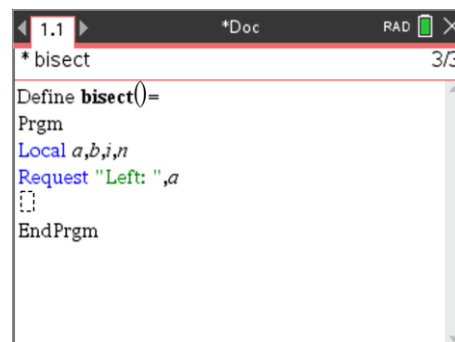 1.1 *Doc RAD
* bisect 3/3
Define bisect()=
Prgm
Local a,b,i,n
Request "Left: ",a
EndPrgm